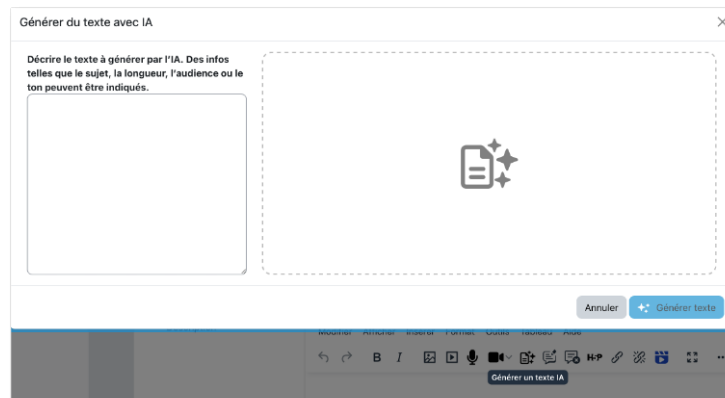 Générer du texte avec IA
Décrire le texte à générer par l'IA. Des infos
telles que le sujet, la longueur, l'audience ou le
ton peuvent être indiqués.
Annuler
Générer texte
Modifier Afficher Insérer Format Outils Tableau Aide
B I H-P
Générer un texte IA